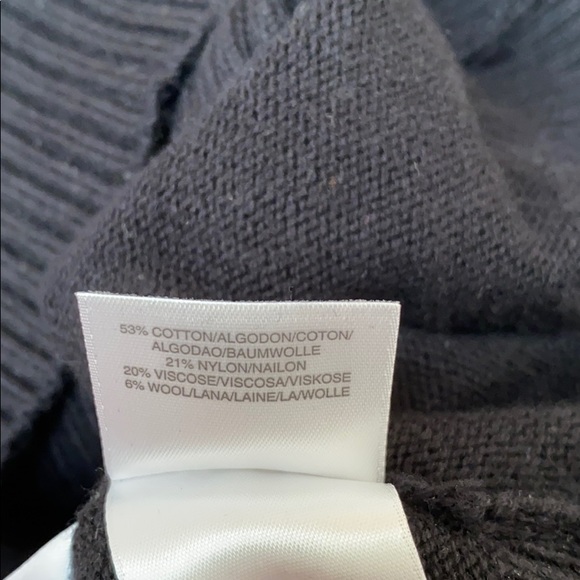 53% COTTON/ALGODON/COTON/
ALGODAO/BAUMWOLLE
21% NYLON/NAILON
20% VISCOSE/VISCOSA/VISKOSE
6% WOOL/LANA/LAINE/LA/WOLLE